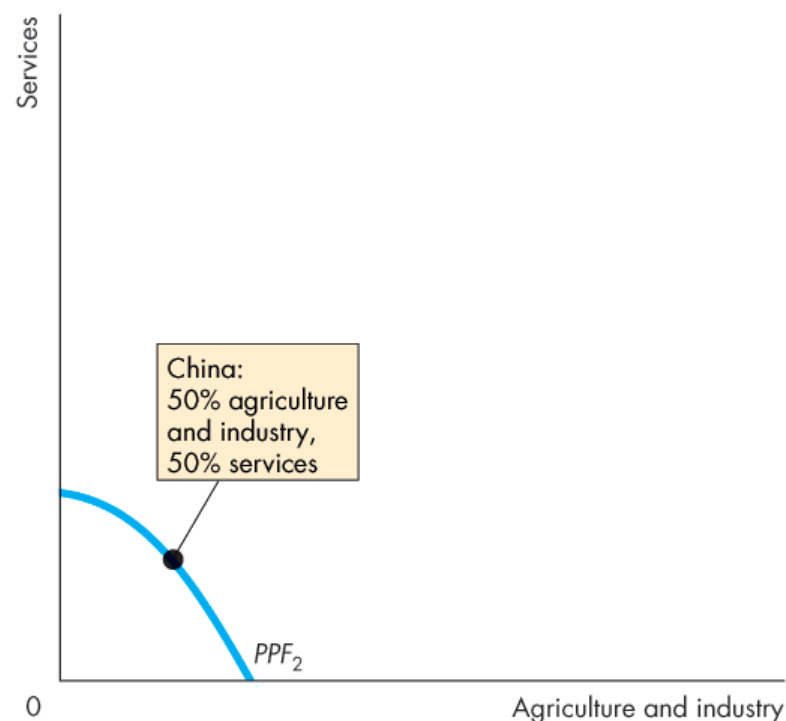 Services
China:
50% agriculture
and industry,
50% services
PPF2
0
Agriculture and industry